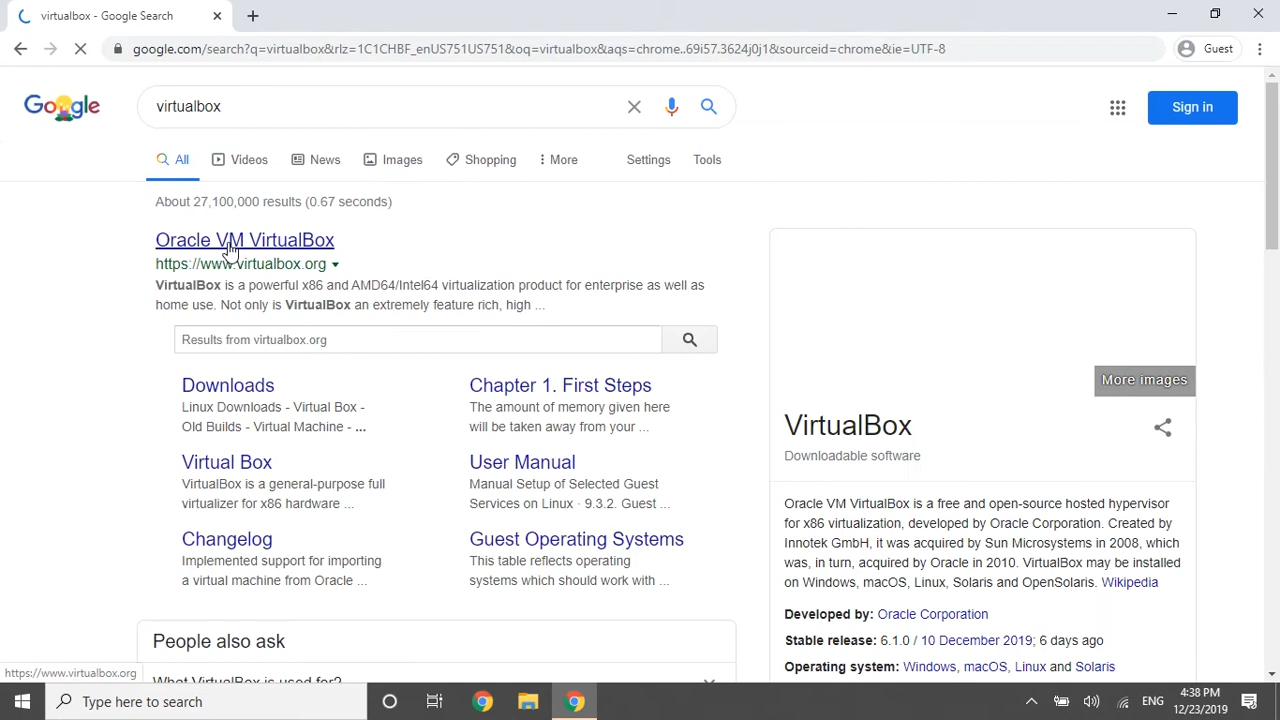 virtualbox - Google Search
google.com/search?q=virtualbox&rlz=1C1CHBF_enUS751US751&oq=virtualbox&aqs=chrome..69i57.3624j0j1&sourceid=chrome&ie=UTF-8
Guest
Google
virtualbox
Sign in
All
Videos
News
Images
Shopping
More
Settings
Tools
About 27,100,000 results (0.67 seconds)
Oracle VM VirtualBox
https://www.virtualbox.org
VirtualBox is a powerful x86 and AMD64/Intel64 virtualization product for enterprise as well as
home use. Not only is VirtualBox an extremely feature rich, high ...
Results from virtualbox.org
Downloads
Linux Downloads - Virtual Box -
Old Builds - Virtual Machine - ...
Chapter 1. First Steps
The amount of memory given here
will be taken away from your ...
Virtual Box
VirtualBox is a general-purpose full
virtualizer for x86 hardware ...
User Manual
Manual Setup of Selected Guest
Services on Linux · 9.3.2. Guest ...
Changelog
Implemented support for importing
a virtual machine from Oracle ...
Guest Operating Systems
This table reflects operating
systems which should work with ...
People also ask
What VirtualBox is used for?
More images
VirtualBox
Downloadable software
Oracle VM VirtualBox is a free and open-source hosted hypervisor
for x86 virtualization, developed by Oracle Corporation. Created by
Innotek GmbH, it was acquired by Sun Microsystems in 2008, which
was, in turn, acquired by Oracle in 2010. VirtualBox may be installed
on Windows, macOS, Linux, Solaris and OpenSolaris. Wikipedia
Developed by: Oracle Corporation
Stable release: 6.1.0 / 10 December 2019; 6 days ago
Operating system: Windows, macOS, Linux and Solaris
https://www.virtualbox.org
Type here to search
ENG
4:38 PM
12/23/2019